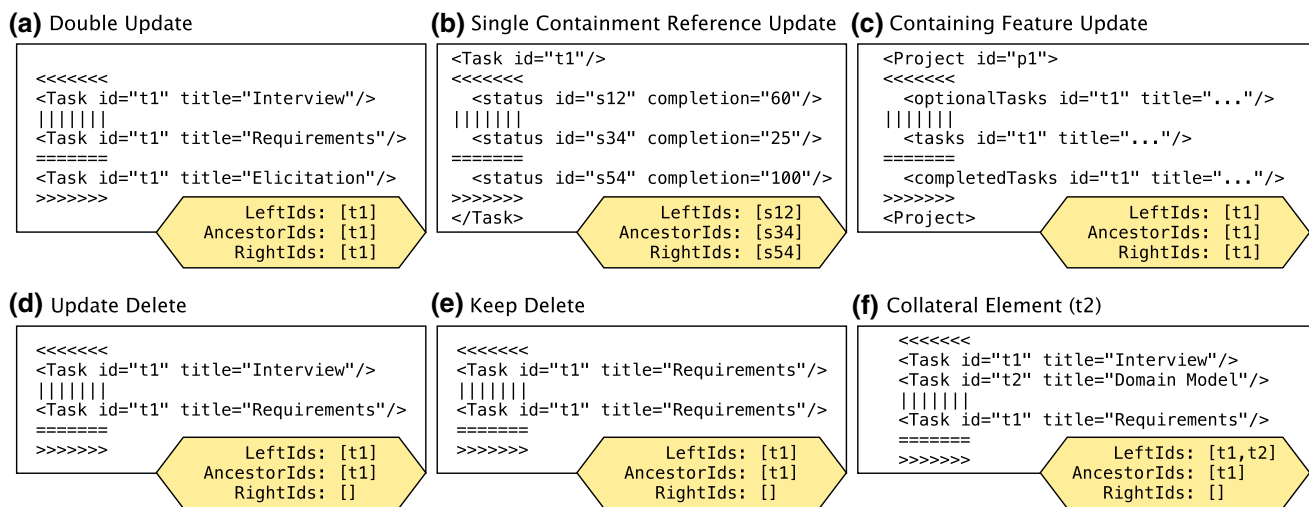 (a) Double Update
<<<<<<<
<Task id="t1" title="Interview"/>
|||||||
<Task id="t1" title="Requirements"/>
=======
<Task id="t1" title="Elicitation"/>
>>>>>>>
LeftIds: [t1]
AncestorIds: [t1]
RightIds: [t1]
(b) Single Containment Reference Update
<Task id="t1"/>
<<<<<<<
<status id="s12" completion="60"/>
|||||||
<status id="s34" completion="25"/>
=======
<status id="s54" completion="100"/>
>>>>>>>
</Task>
LeftIds: [s12]
AncestorIds: [s34]
RightIds: [s54]
(c) Containing Feature Update
<Project id="p1">
<<<<<<<
<optionalTasks id="t1" title="..."/>
|||||||
<tasks id="t1" title="..."/>
=======
<completedTasks id="t1" title="..."/>
>>>>>>>
<Project>
LeftIds: [t1]
AncestorIds: [t1]
RightIds: [t1]
(d) Update Delete
<<<<<<<
<Task id="t1" title="Interview"/>
|||||||
<Task id="t1" title="Requirements"/>
=======
>>>>>>>
LeftIds: [t1]
AncestorIds: [t1]
RightIds: []
(e) Keep Delete
<<<<<<<
<Task id="t1" title="Requirements"/>
|||||||
<Task id="t1" title="Requirements"/>
=======
>>>>>>>
LeftIds: [t1]
AncestorIds: [t1]
RightIds: []
(f) Collateral Element (t2)
<<<<<<<
<Task id="t1" title="Interview"/>
<Task id="t2" title="Domain Model"/>
|||||||
<Task id="t1" title="Requirements"/>
=======
>>>>>>>
LeftIds: [t1,t2]
AncestorIds: [t1]
RightIds: []